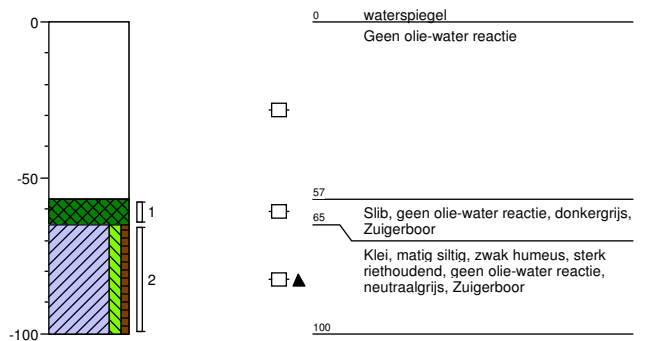 0
-50
-100
1
2
0 waterspiegel
Geen olie-water reactie
57
Slib, geen olie-water reactie, donkergrijs,
65
Zuigerboor
Klei, matig siltig, zwak humeus, sterk
riethoudend, geen olie-water reactie,
neutraalgrijs, Zuigerboor
100